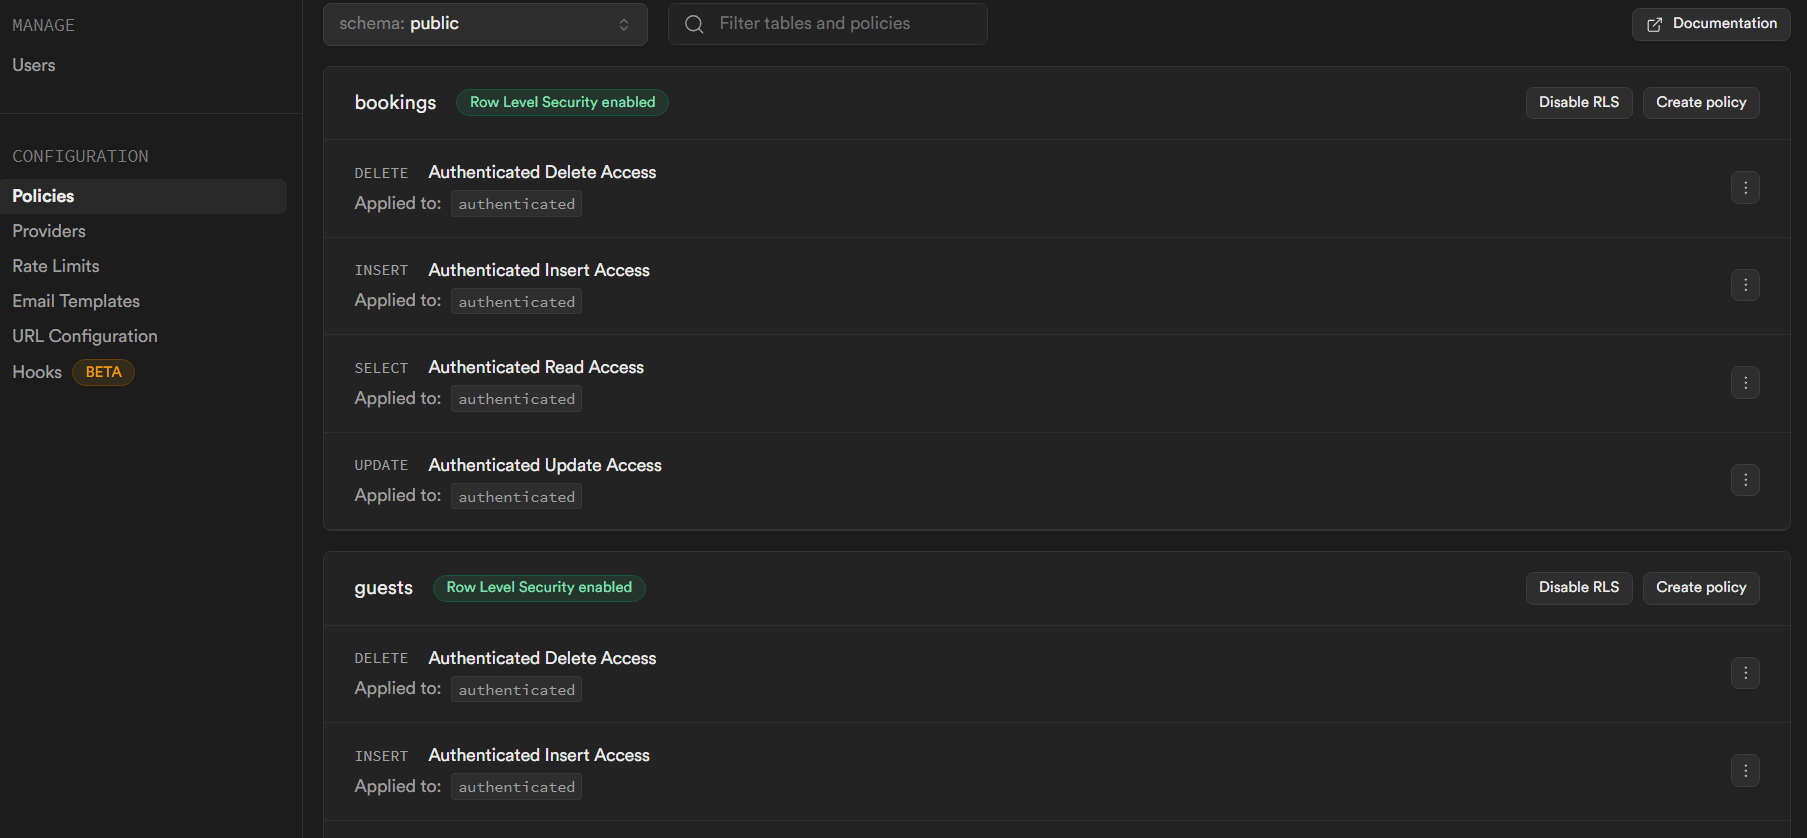 MANAGE
Users
CONFIGURATION
Policies
Providers
Rate Limits
Email Templates
URL Configuration
Hooks BETA
schema: public
Filter tables and policies
Documentation
bookings Row Level Security enabled Disable RLS Create policy
DELETE Authenticated Delete Access
Applied to: authenticated
INSERT Authenticated Insert Access
Applied to: authenticated
SELECT Authenticated Read Access
Applied to: authenticated
UPDATE Authenticated Update Access
Applied to: authenticated
guests Row Level Security enabled Disable RLS Create policy
DELETE Authenticated Delete Access
Applied to: authenticated
INSERT Authenticated Insert Access
Applied to: authenticated